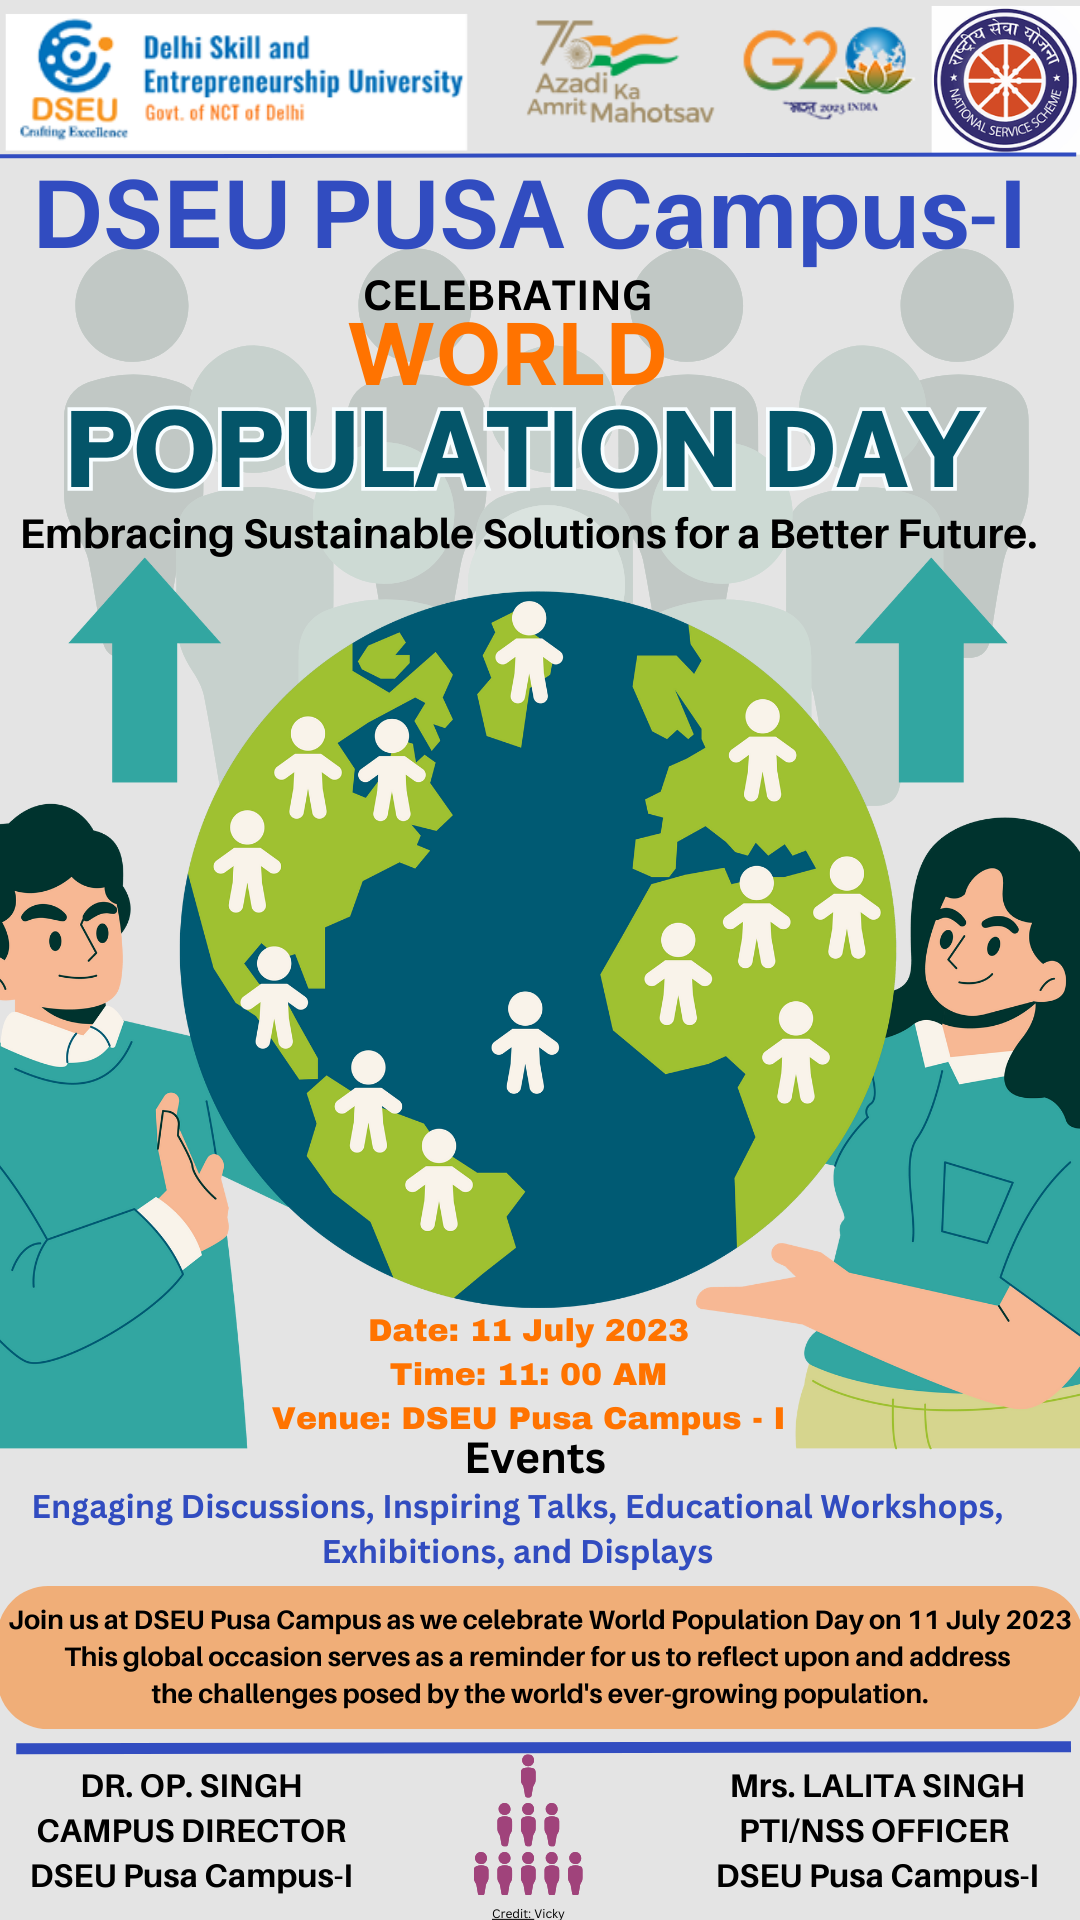 DSEU
Crafting Excellence
Delhi Skill and
Entrepreneurship University
Govt. of NCT of Delhi
75
Azadi Ka
Amrit Mahotsav
G20
भारत 2023 INDIA
राष्ट्रीय सेवा योजना
NATIONAL SERVICE SCHEME
DSEU PUSA Campus-I
CELEBRATING
WORLD
POPULATION DAY
Embracing Sustainable Solutions for a Better Future.
Date: 11 July 2023
Time: 11: 00 AM
Venue: DSEU Pusa Campus - I
Events
Engaging Discussions, Inspiring Talks, Educational Workshops,
Exhibitions, and Displays
Join us at DSEU Pusa Campus as we celebrate World Population Day on 11 July 2023
This global occasion serves as a reminder for us to reflect upon and address
the challenges posed by the world's ever-growing population.
DR. OP. SINGH
CAMPUS DIRECTOR
DSEU Pusa Campus-I
Mrs. LALITA SINGH
PTI/NSS OFFICER
DSEU Pusa Campus-I
Credit: Vicky